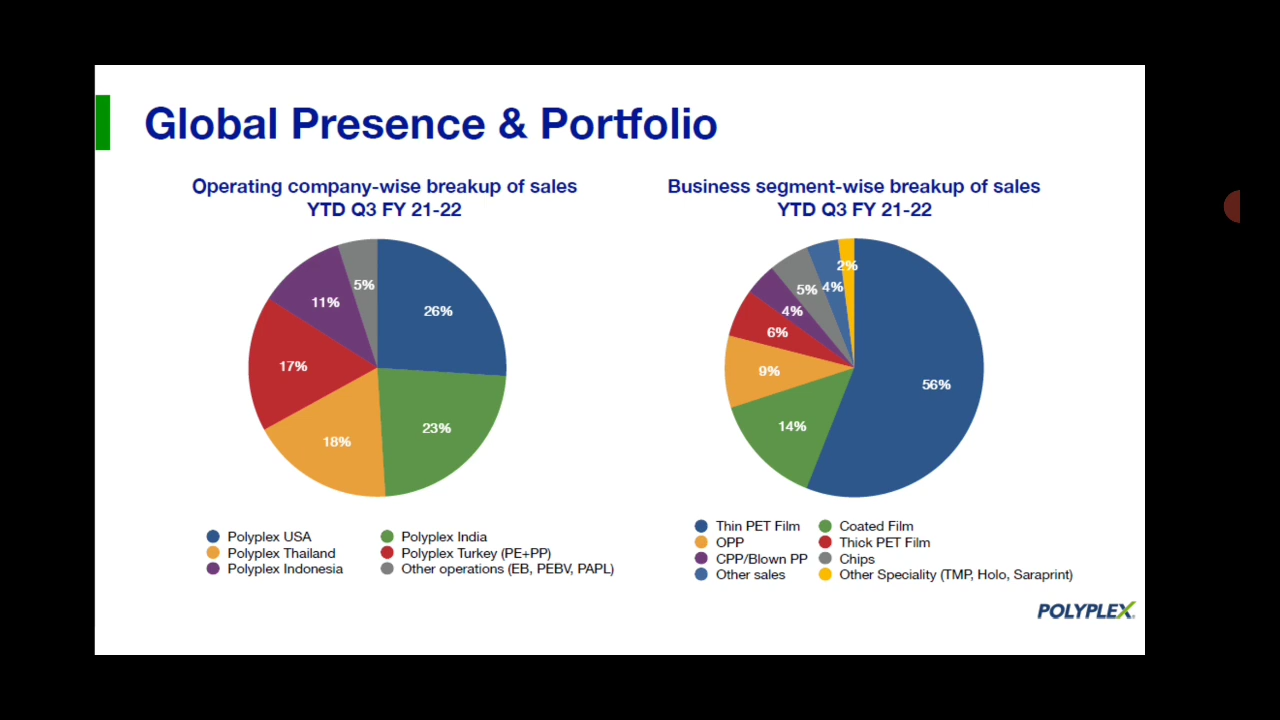 Global Presence & Portfolio
Operating company-wise breakup of sales
YTD Q3 FY 21-22
5%
11%
26%
17%
18%
23%
Polyplex USA
Polyplex India
Polyplex Thailand
Polyplex Turkey (PE+PP)
Polyplex Indonesia
Other operations (EB, PEBV, PAPL)
Business segment-wise breakup of sales
YTD Q3 FY 21-22
2%
4%
5%
4%
6%
9%
14%
56%
Thin PET Film
Coated Film
OPP
Thick PET Film
CPP/Blown PP
Chips
Other sales
Other Speciality (TMP, Holo, Saraprint)
POLYPLEX